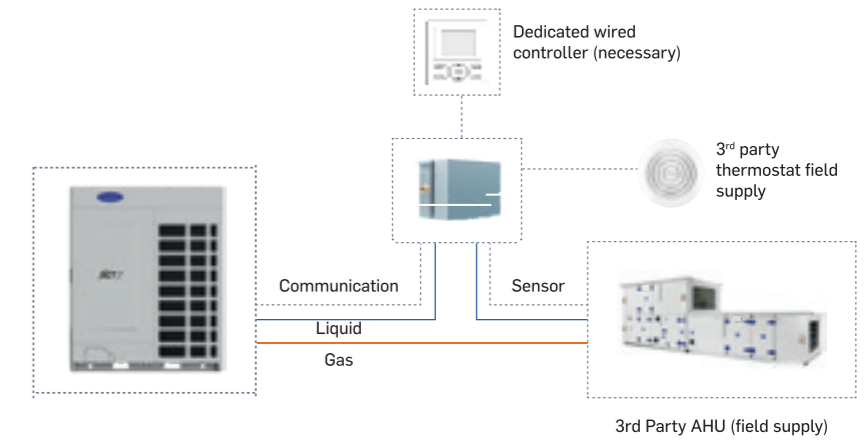 Dedicated wired
controller (necessary)
3rd party
thermostat field
supply
Communication
Sensor
Liquid
Gas
3rd Party AHU (field supply)